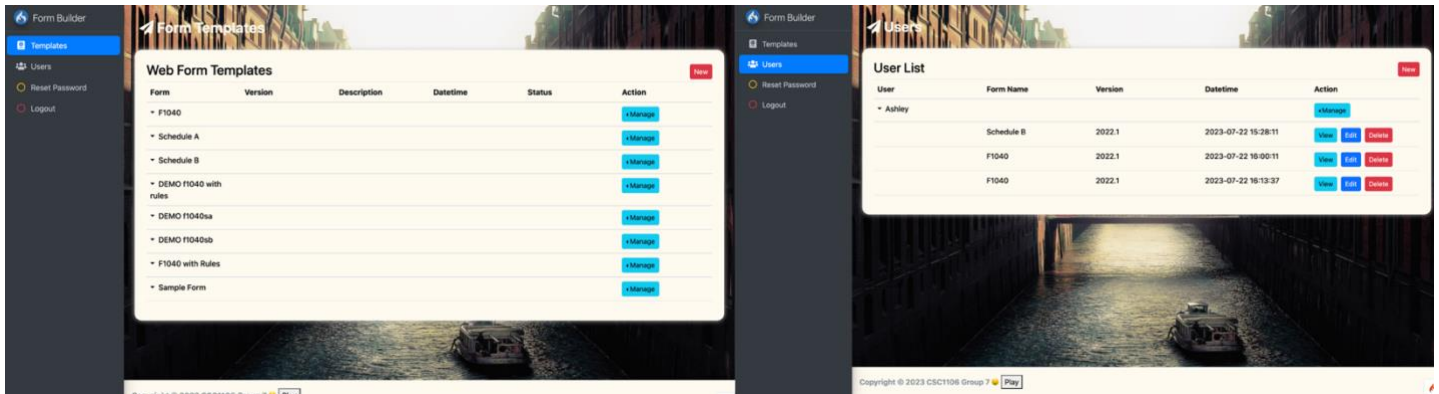 Form Builder
Templates
Users
Reset Password
Logout
Form Templates
Web Form Templates
New
Form Version Description Datetime Status Action
F1040 Manage
Schedule A Manage
Schedule B Manage
DEMO f1040 with
rules Manage
DEMO f1040sa Manage
DEMO f1040sb Manage
F1040 with Rules Manage
Sample Form Manage
Form Builder
Templates
Users
Reset Password
Logout
Users
User List
New
User Form Name Version Datetime Action
Ashley Manage
Schedule B 2022.1 2023-07-22 15:28:11 View Edit Delete
F1040 2022.1 2023-07-22 16:00:11 View Edit Delete
F1040 2022.1 2023-07-22 16:13:37 View Edit Delete
Copyright © 2023 CSC1106 Group 7 Play